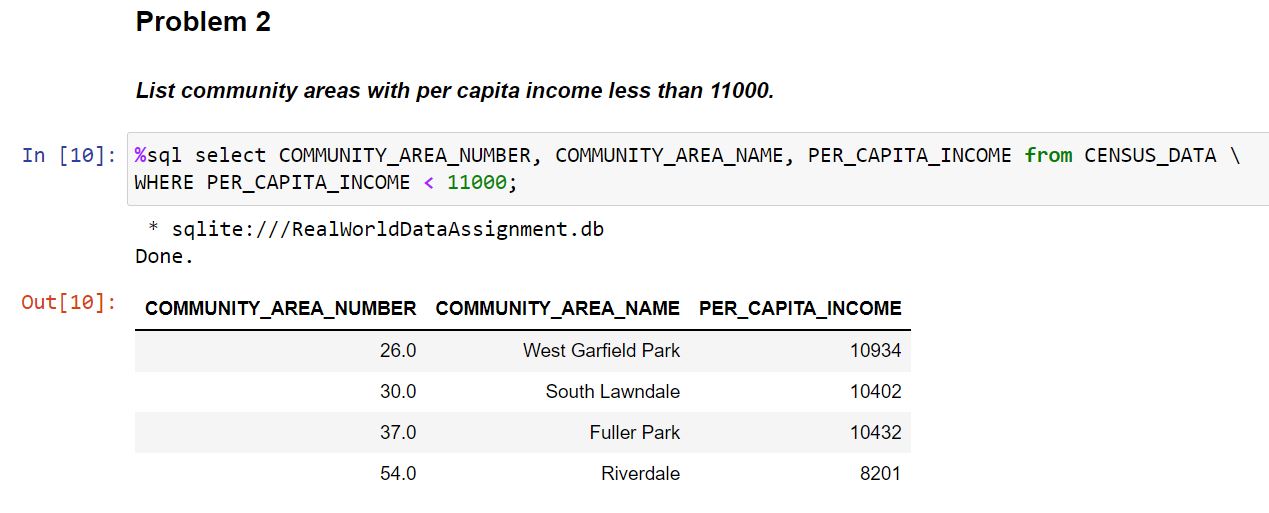 Problem 2
List community areas with per capita income less than 11000.
In [10]: %sql select COMMUNITY_AREA_NUMBER, COMMUNITY_AREA_NAME, PER_CAPITA_INCOME from CENSUS_DATA \
WHERE PER_CAPITA_INCOME < 11000;
* sqlite:///RealWorldDataAssignment.db
Done.
Out[10]: COMMUNITY_AREA_NUMBER COMMUNITY_AREA_NAME PER_CAPITA_INCOME
26.0 West Garfield Park 10934
30.0 South Lawndale 10402
37.0 Fuller Park 10432
54.0 Riverdale 8201